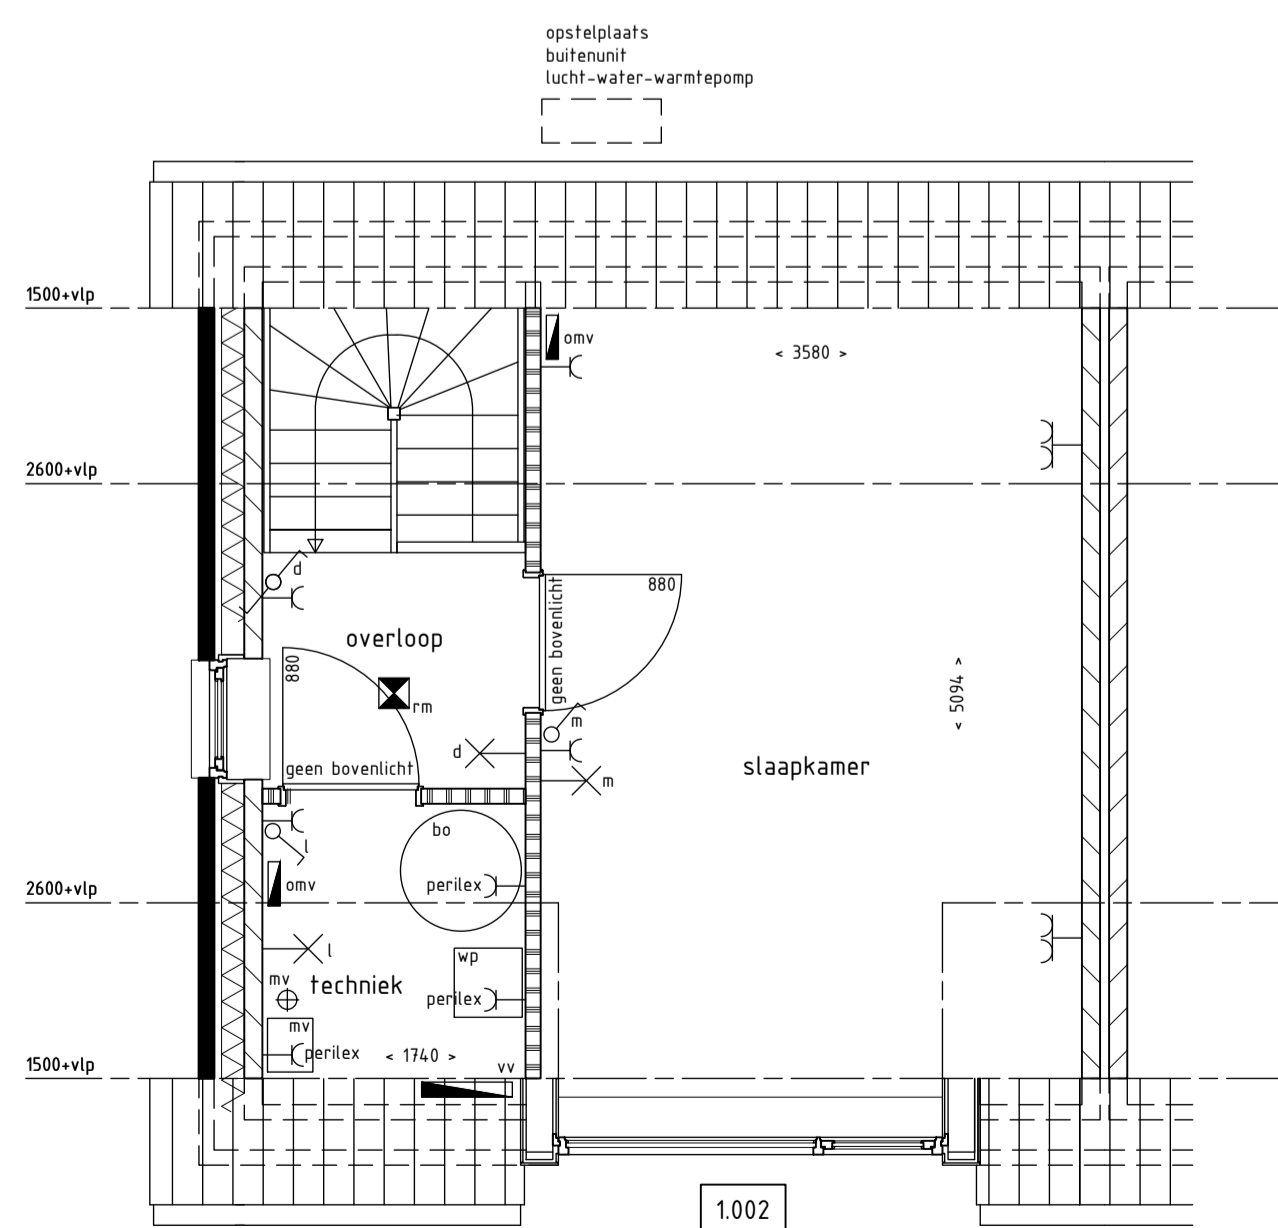 opstelplaats
buitenunit
lucht-water-warmtepomp
1500+vlp
omv
< 3580 >
2600+vlp
d
880
geen bovenlicht
overloop
880
rm
< 5094 >
m
d
m
slaapkamer
geen bovenlicht
bo
l
omv
perilex
2600+vlp
l
wp
mv
techniek
perilex
mv
perilex
< 1740 >
vv
1500+vlp
1.002